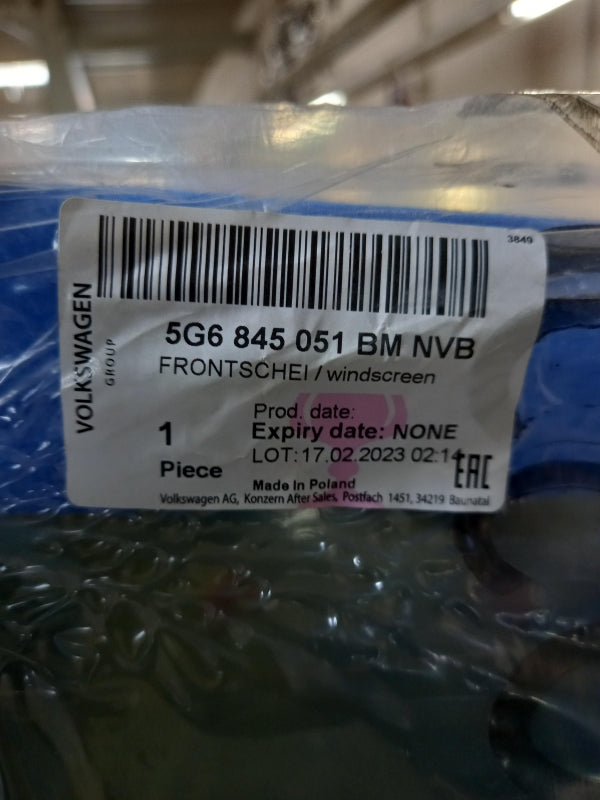 3849
VOLKSWAGEN
GROUP
5G6 845 051 BM NVB
FRONTSCHEI / windscreen
Prod. date:
1
Expiry date: NONE
Piece
LOT: 17.02.2023 02:14
EAC
Made In Poland
Volkswagen AG, Konzern After Sales, Postfach 1451, 34219 Baunatal